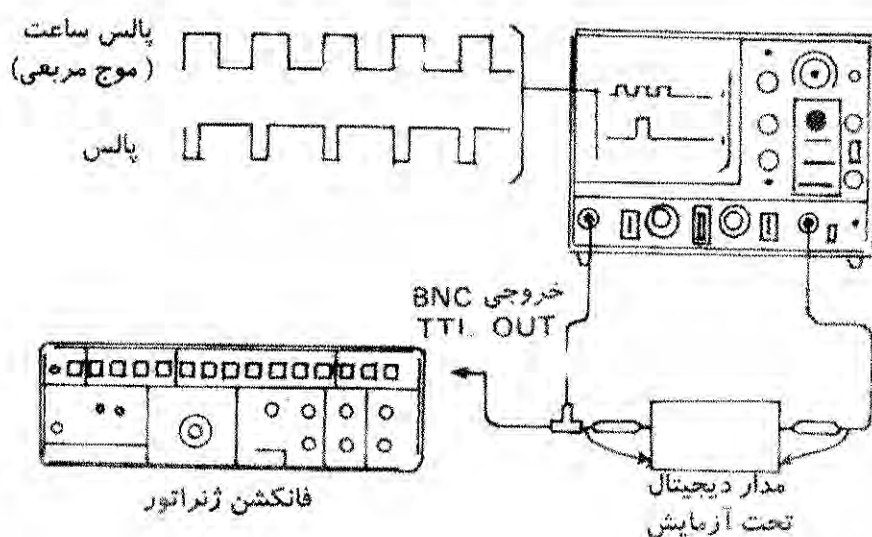 پالس ساعت
(موج مربعی)
پالس
خروجی BNC
TTL OUT
فانکشن ژنراتور
مدار دیجیتال
تحت آزمایش